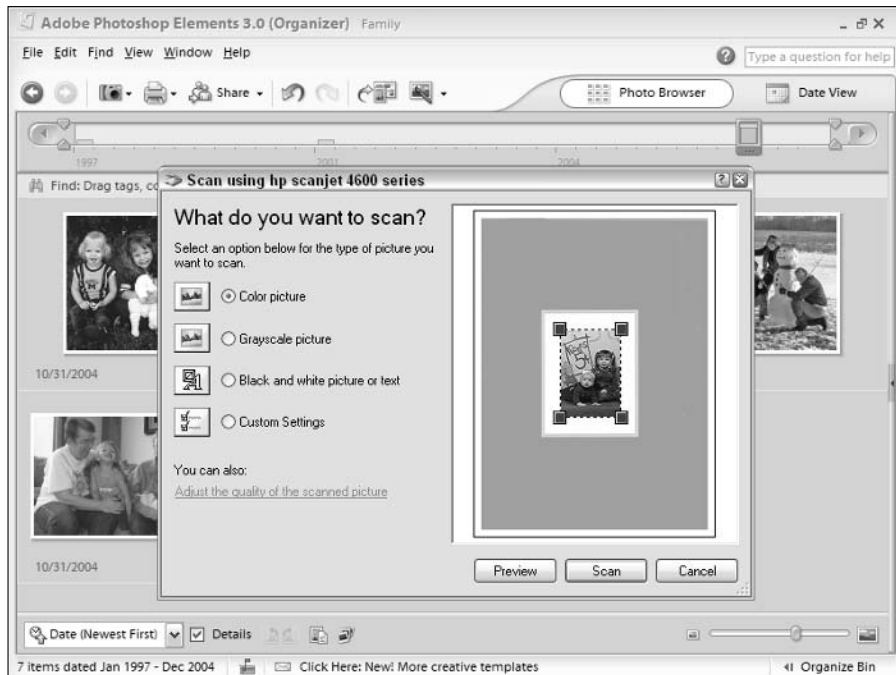 Adobe Photoshop Elements 3.0 (Organizer) Family
File Edit Find View Window Help
Type a question for help
Share
Photo Browser
Date View
1997
2001
2004
Find: Drag tags, co
Scan using hp scanjet 4600 series
What do you want to scan?
Select an option below for the type of picture you
want to scan.
Color picture
Grayscale picture
Black and white picture or text
Custom Settings
You can also:
Adjust the quality of the scanned picture
Preview
Scan
Cancel
10/31/2004
10/31/2004
Date (Newest First)
Details
7 items dated Jan 1997 - Dec 2004
Click Here: New! More creative templates
Organize Bin